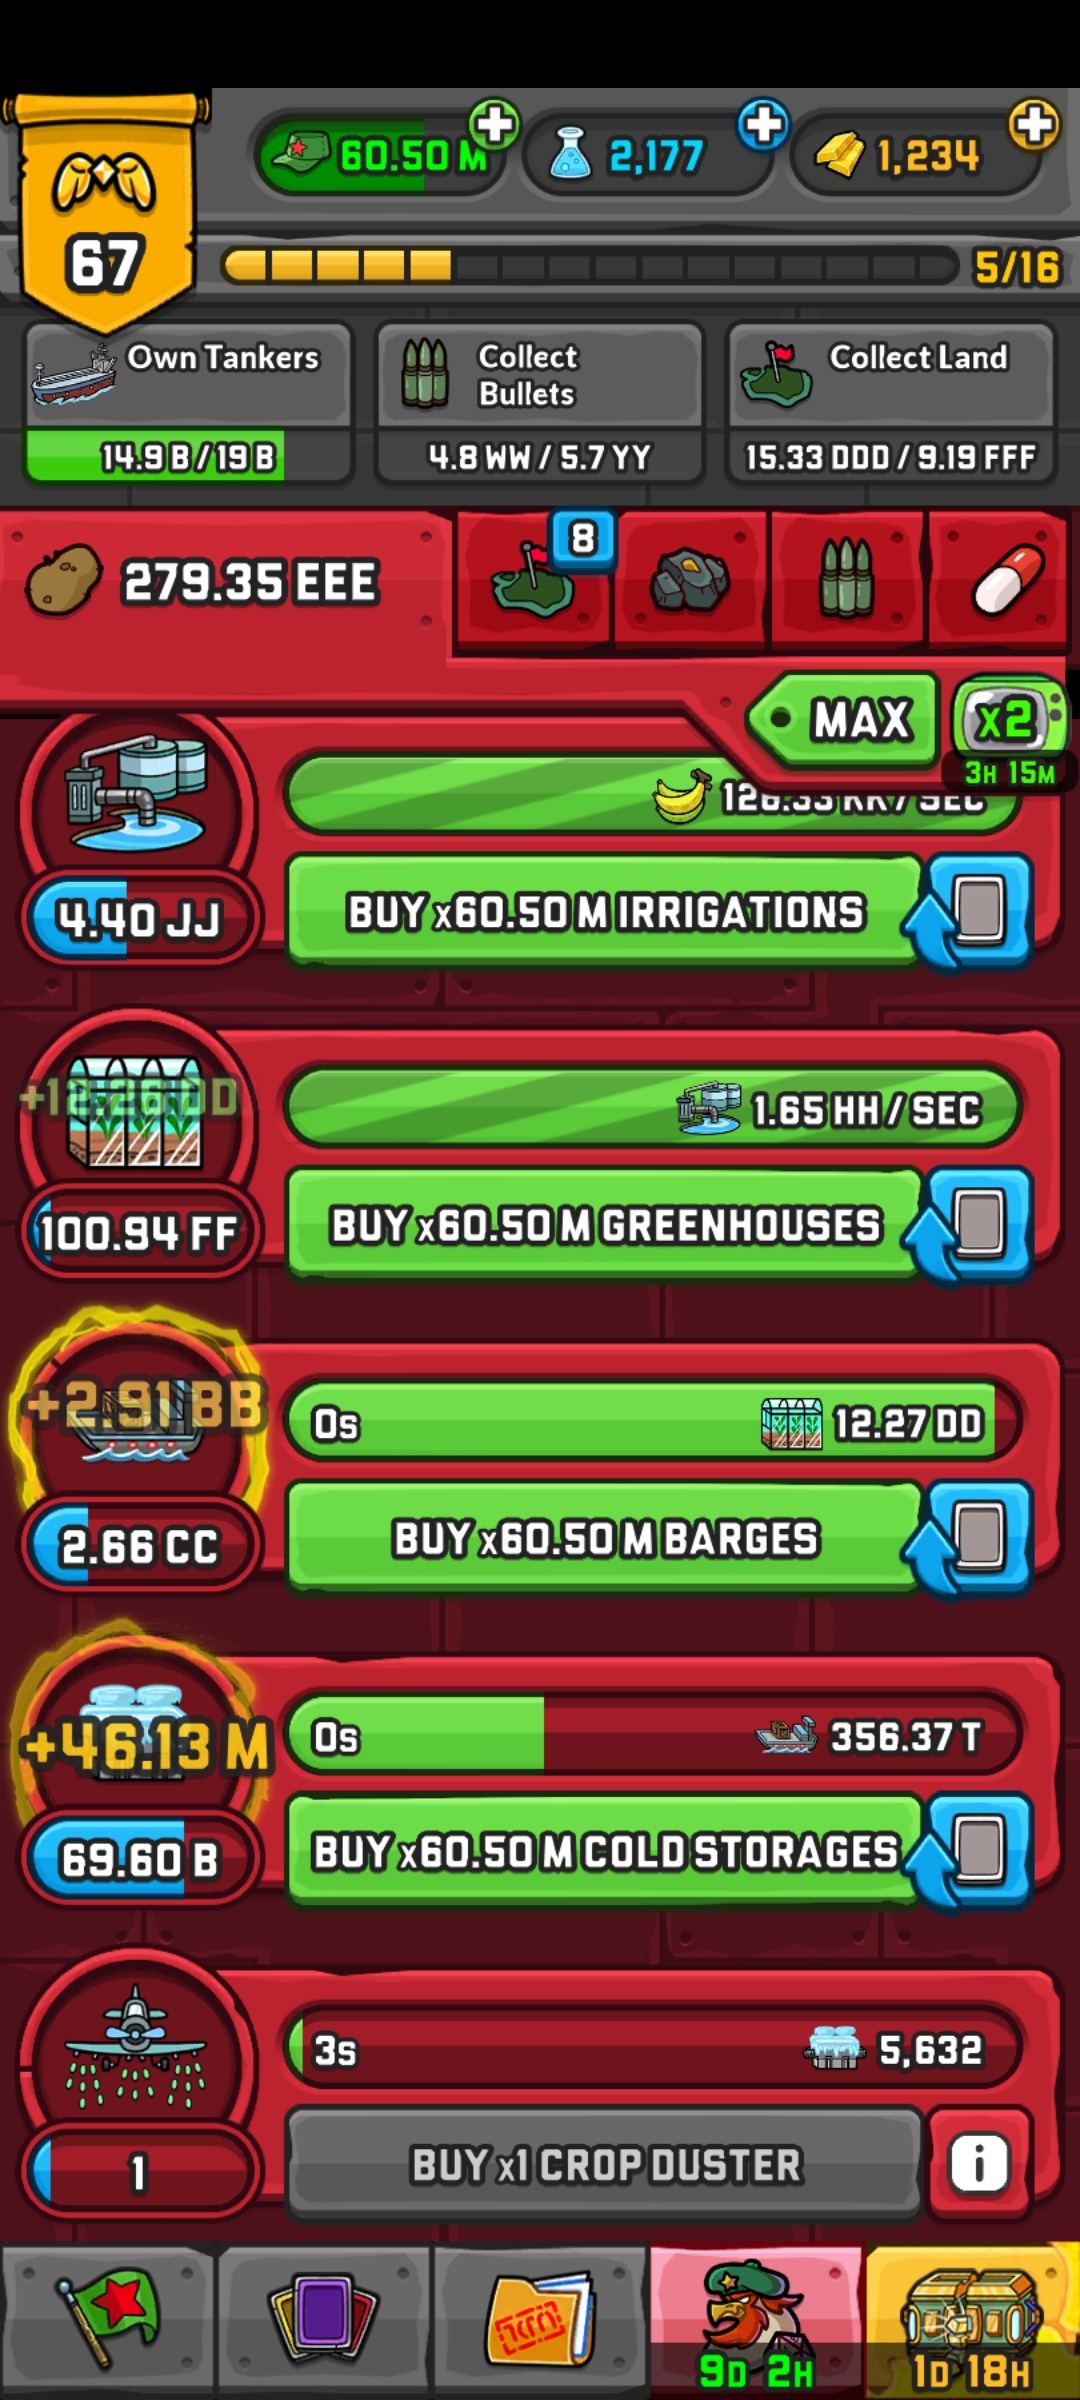 60.50 M
2,177
1,234
67
5/16
Own Tankers
14.9 B / 19 B
Collect
Bullets
4.8 WW / 5.7 YY
Collect Land
15.33 DDD / 9.19 FFF
279.35 EEE
8
MAX
x2
3H 15M
4.40 JJ
BUY x60.50 M IRRIGATIONS
+12.26 DD
1.65 HH / SEC
100.94 FF
BUY x60.50 M GREENHOUSES
+2.91 BB
0s
12.27 DD
2.66 CC
BUY x60.50 M BARGES
+46.13 M
0s
356.37 T
69.60 B
BUY x60.50 M COLD STORAGES
3s
5,632
1
BUY x1 CROP DUSTER
i
9D 2H
1D 18H